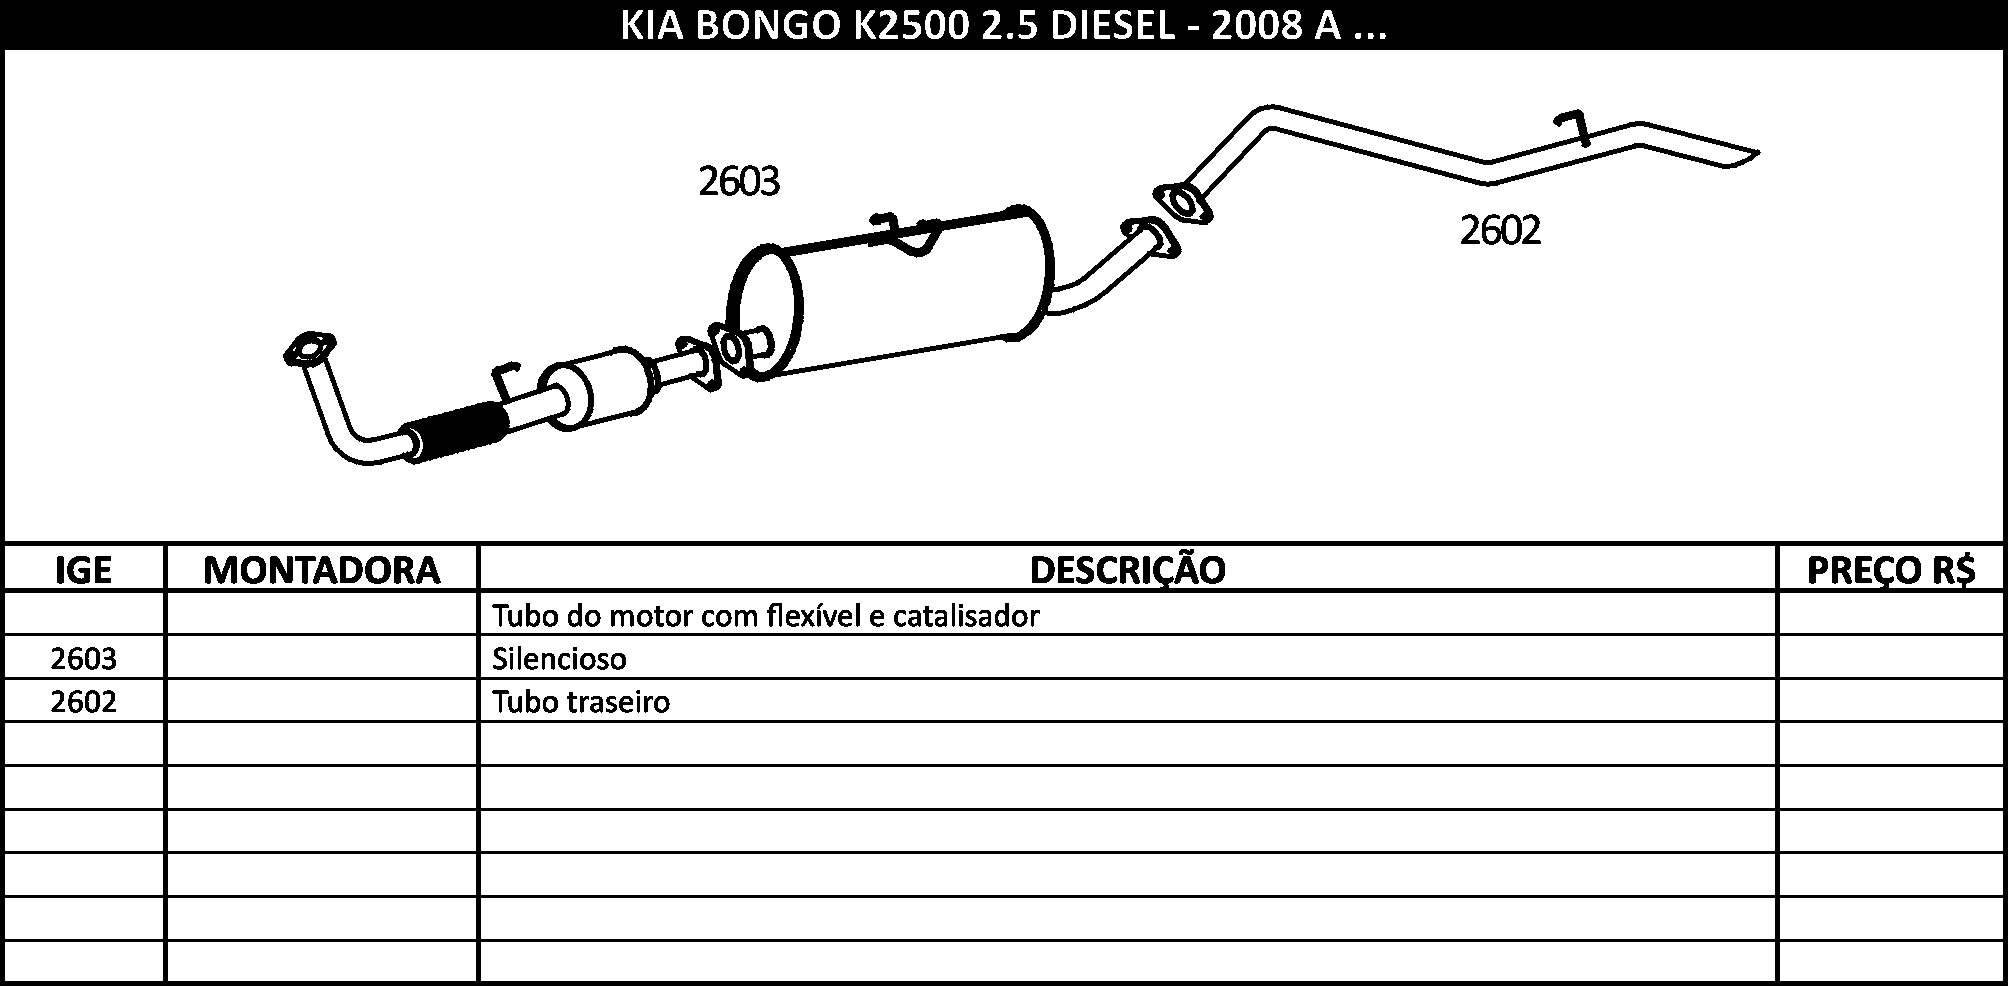 KIA BONGO K2500 2.5 DIESEL - 2008 A ...
2603
2602
IGE MONTADORA DESCRIÇÃO PREÇO R$
Tubo do motor com flexível e catalisador
2603 Silencioso
2602 Tubo traseiro